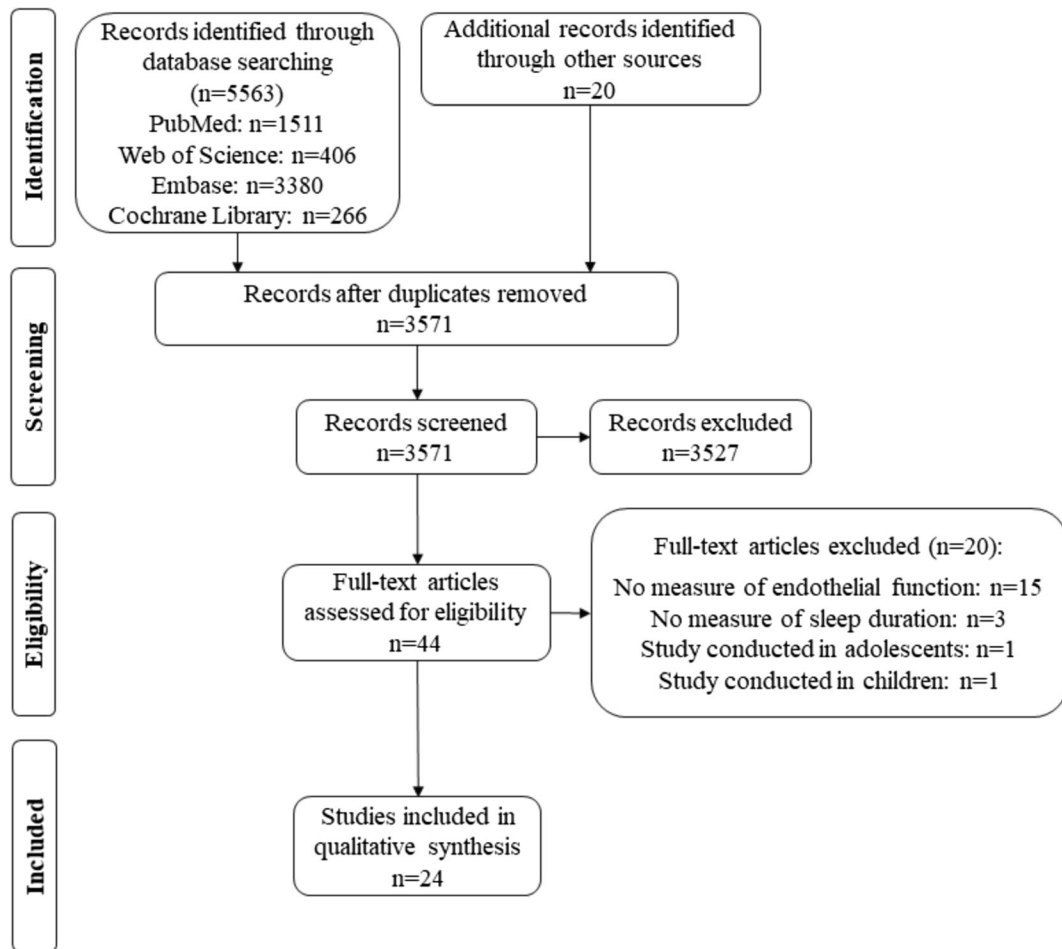 Identification
Records identified through
database searching
(n=5563)
PubMed: n=1511
Web of Science: n=406
Embase: n=3380
Cochrane Library: n=266
Additional records identified
through other sources
n=20
Screening
Records after duplicates removed
n=3571
Records screened
n=3571
Records excluded
n=3527
Eligibility
Full-text articles
assessed for eligibility
n=44
Full-text articles excluded (n=20):
No measure of endothelial function: n=15
No measure of sleep duration: n=3
Study conducted in adolescents: n=1
Study conducted in children: n=1
Included
Studies included in
qualitative synthesis
n=24